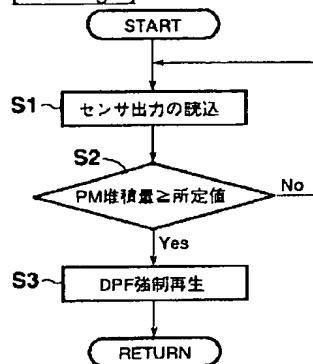 START
S1 センサ出力の読込
S2
PM堆積量≧所定値
No
Yes
S3 DPF強制再生
RETURN